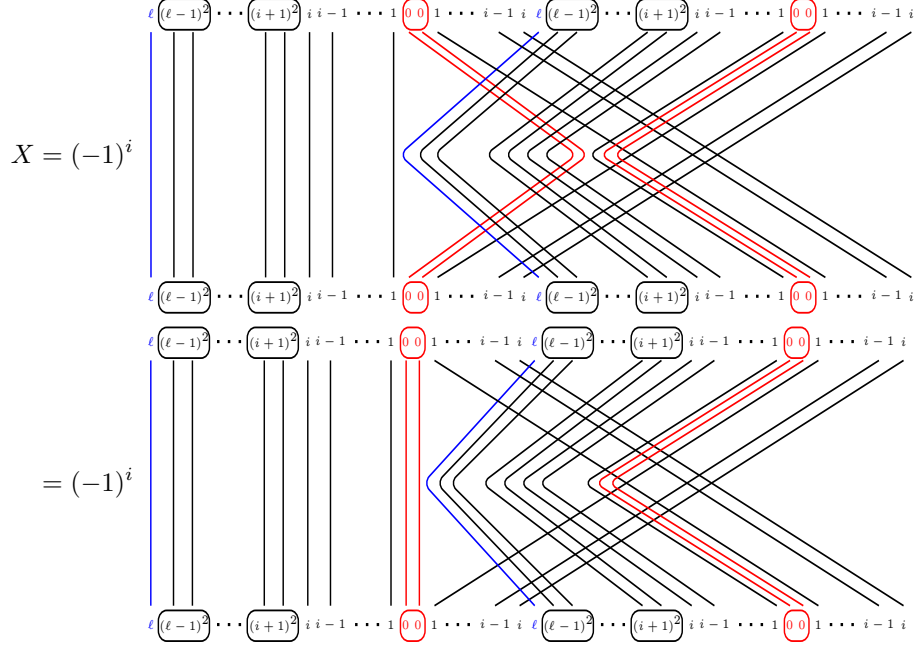 ℓ (ℓ − 1)² ··· (i + 1)² i i − 1 ··· 1 0 0 1 ··· i − 1 i ℓ (ℓ − 1)² ··· (i + 1)² i i − 1 ··· 1 0 0 1 ··· i − 1 i
X = (−1)^i
ℓ (ℓ − 1)² ··· (i + 1)² i i − 1 ··· 1 0 0 1 ··· i − 1 i ℓ (ℓ − 1)² ··· (i + 1)² i i − 1 ··· 1 0 0 1 ··· i − 1 i
ℓ (ℓ − 1)² ··· (i + 1)² i i − 1 ··· 1 0 0 1 ··· i − 1 i ℓ (ℓ − 1)² ··· (i + 1)² i i − 1 ··· 1 0 0 1 ··· i − 1 i
= (−1)^i
ℓ (ℓ − 1)² ··· (i + 1)² i i − 1 ··· 1 0 0 1 ··· i − 1 i ℓ (ℓ − 1)² ··· (i + 1)² i i − 1 ··· 1 0 0 1 ··· i − 1 i